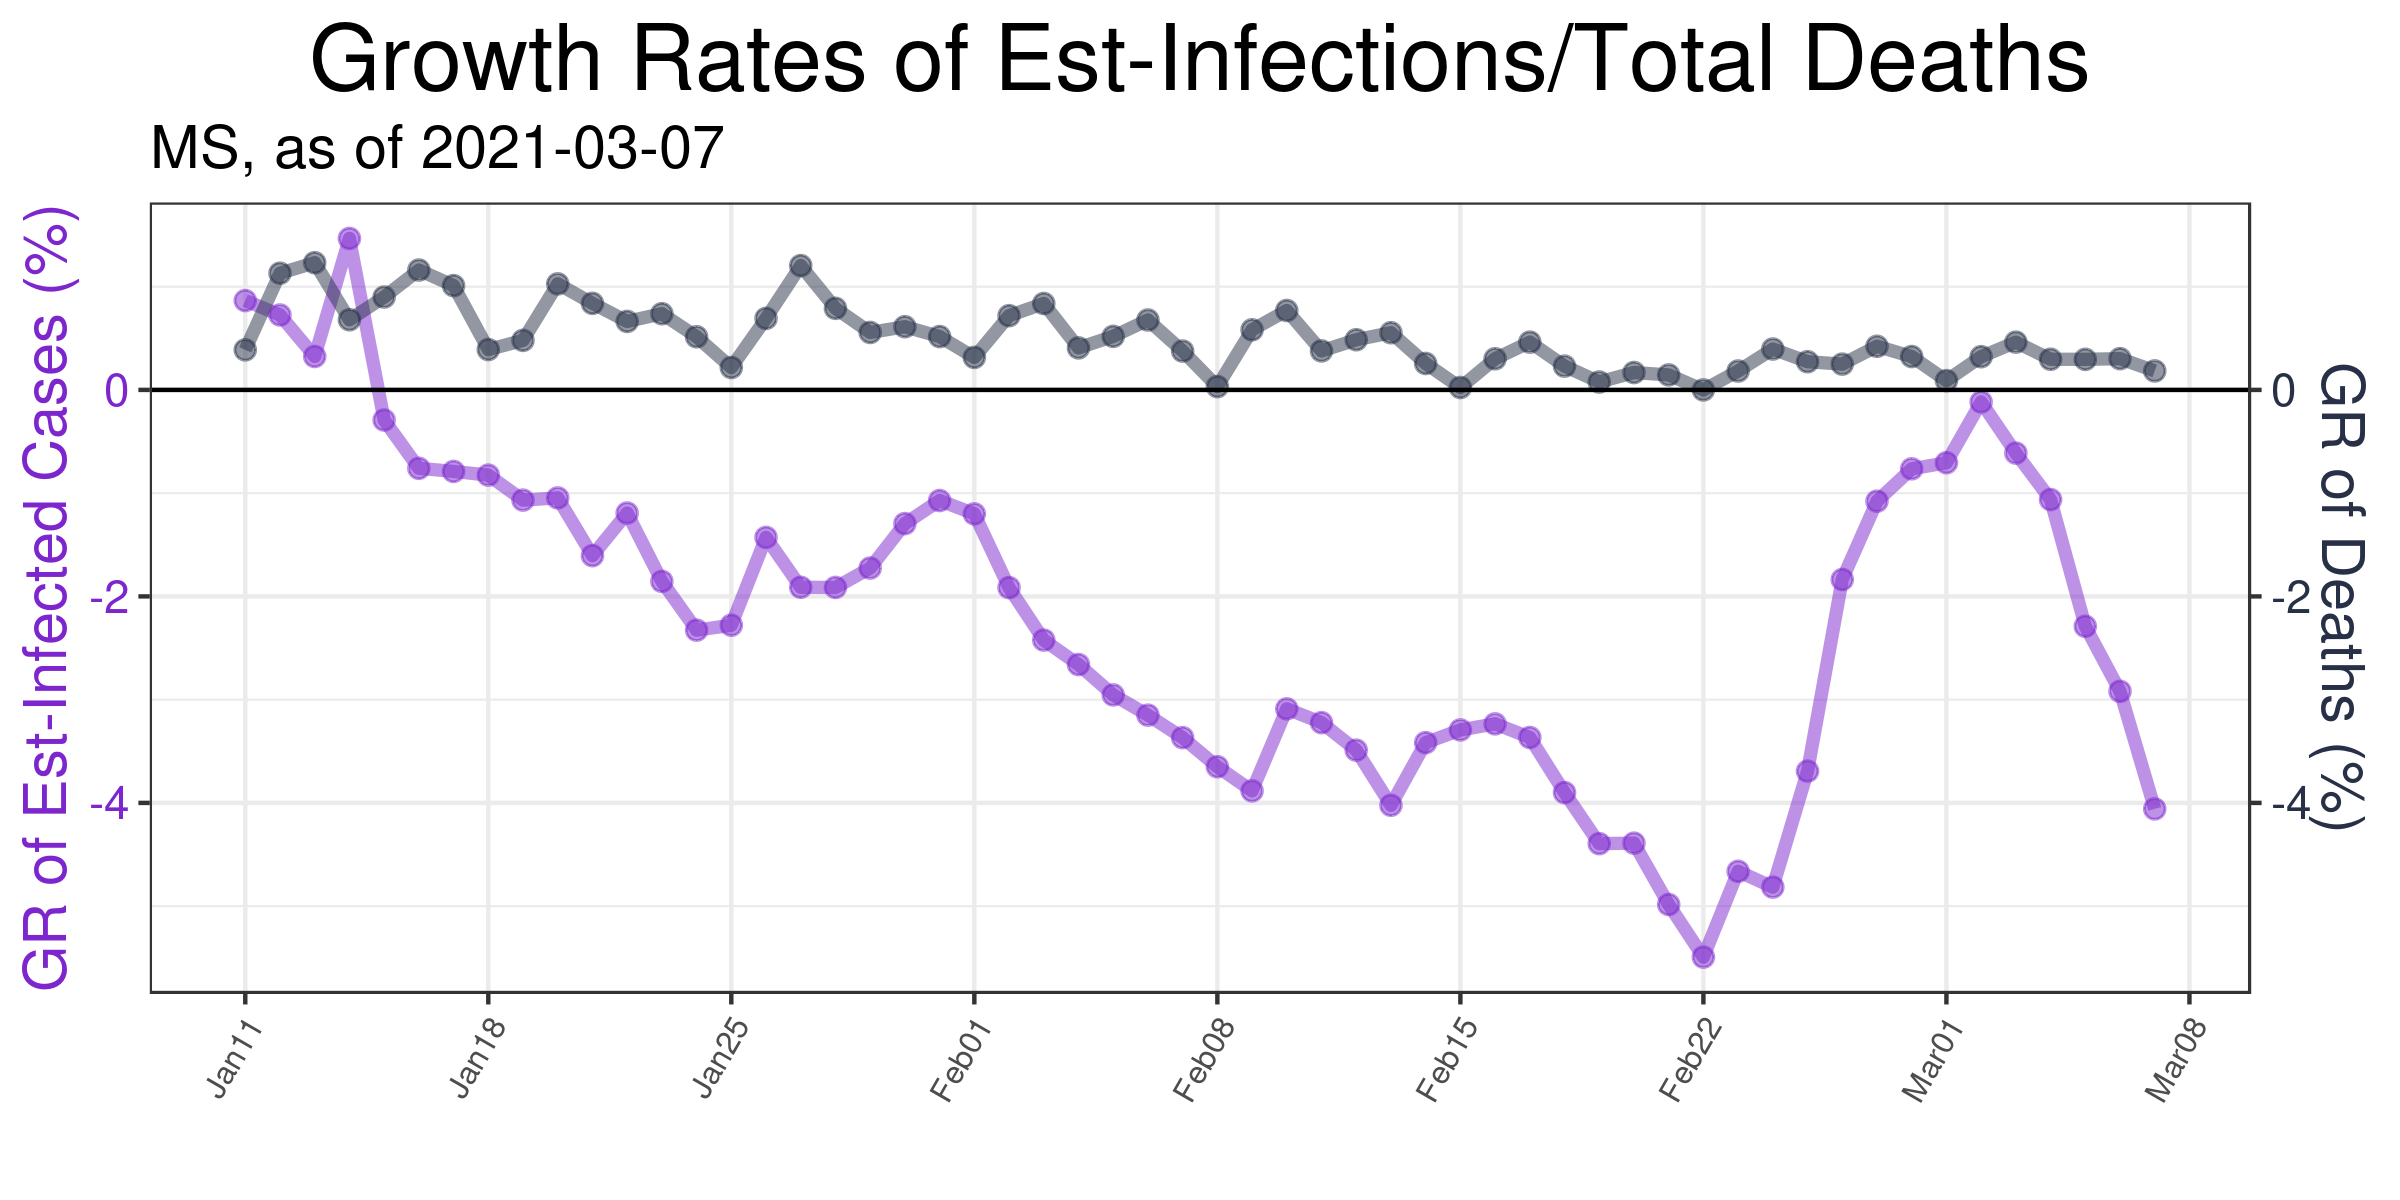 Growth Rates of Est-Infections/Total Deaths
MS, as of 2021-03-07
GR of Est-Infected Cases (%)
0
-2
-4
0
-2
-4
GR of Deaths (%)
Jan11
Jan18
Jan25
Feb01
Feb08
Feb15
Feb22
Mar01
Mar08